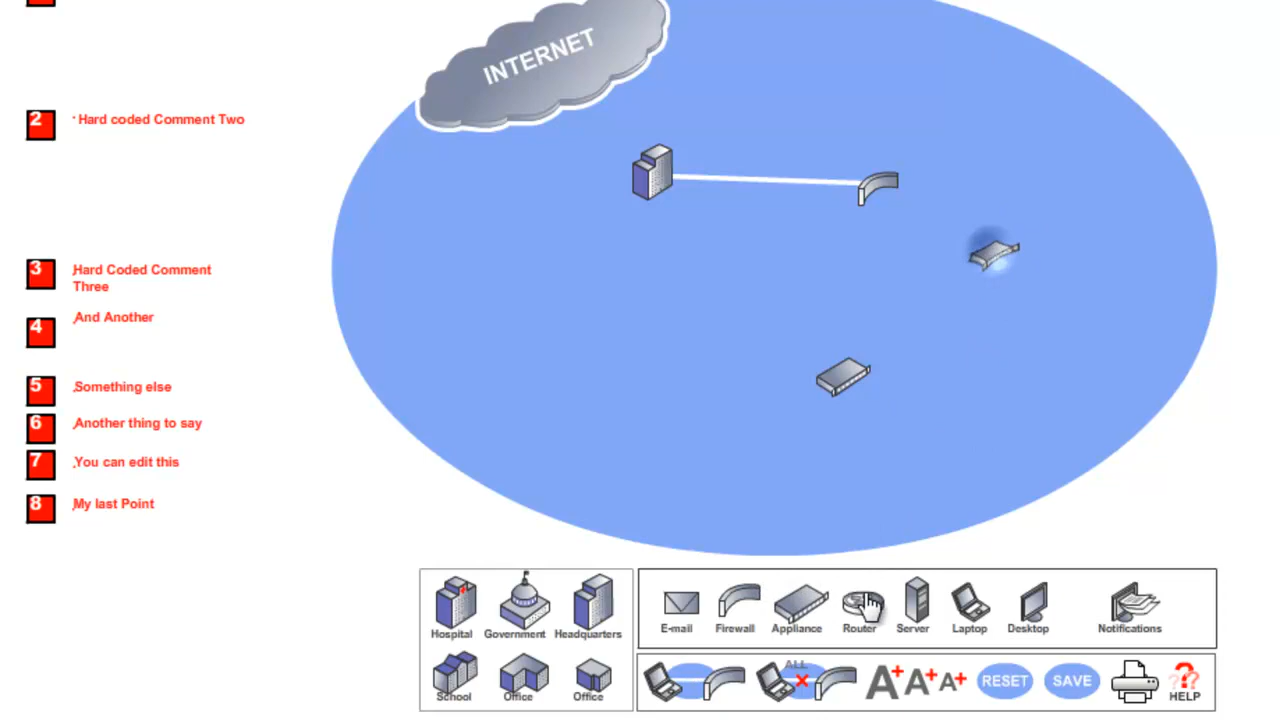 INTERNET
2
Hard coded Comment Two
3
Hard Coded Comment
Three
4
And Another
5
Something else
6
Another thing to say
7
You can edit this
8
My last Point
Hospital Government Headquarters
School Office Office
E-mail Firewall Appliance Router Server Laptop Desktop Notifications
ALL
A+ A+ A+ RESET SAVE HELP